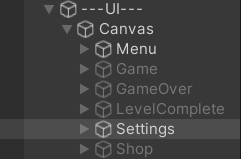 ---UI---
Canvas
Menu
Game
GameOver
LevelComplete
Settings
Shop